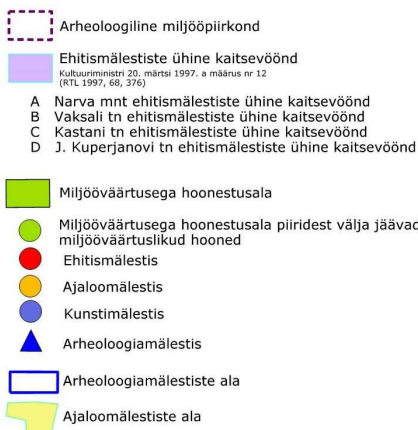 Arheoloogiline miljööpiirkond
Ehitismälestiste ühine kaitsevöönd
Kultuuriministri 20. märtsi 1997. a määrus nr 12
(RTL 1997, 68, 376)
A Narva mnt ehitismälestiste ühine kaitsevöönd
B Vaksali tn ehitismälestiste ühine kaitsevöönd
C Kastani tn ehitismälestiste ühine kaitsevöönd
D J. Kuperjanovi tn ehitismälestiste ühine kaitsevöönd
Miljööväärtusega hoonestusala
Miljööväärtusega hoonestusala piiridest välja jäävad
miljööväärtuslikud hooned
Ehitismälestis
Ajaloomälestis
Kunstimälestis
Arheoloogiamälestis
Arheoloogiamälestiste ala
Ajaloomälestiste ala